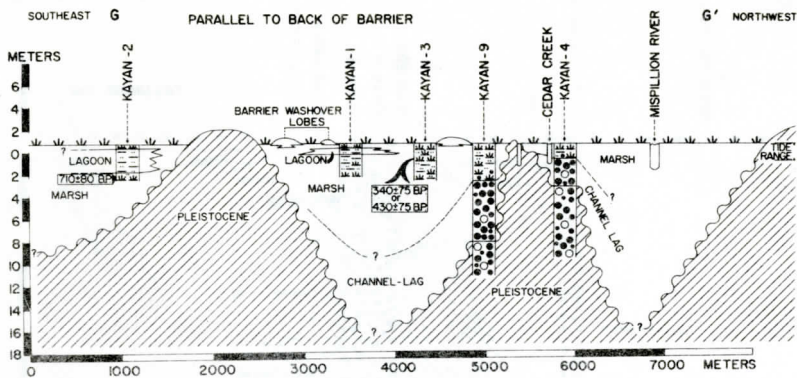 SOUTHEAST G PARALLEL TO BACK OF BARRIER G' NORTHWEST
METERS
KAYAN-2
KAYAN-1
KAYAN-3
KAYAN-9
CEDAR CREEK
KAYAN-4
MISPILLION RIVER
6
4
2
0
2
4
6
8
10
12
14
16
18
BARRIER WASHOVER
LOBES
?
LAGOON
710±80 BP
MARSH
PLEISTOCENE
LAGOON
MARSH
340±75 BP
or
430±75 BP
?
CHANNEL-LAG
?
PLEISTOCENE
MARSH
?
CHANNEL LAG
?
TIDE
RANGE
?
0 1000 2000 3000 4000 5000 6000 7000 METERS